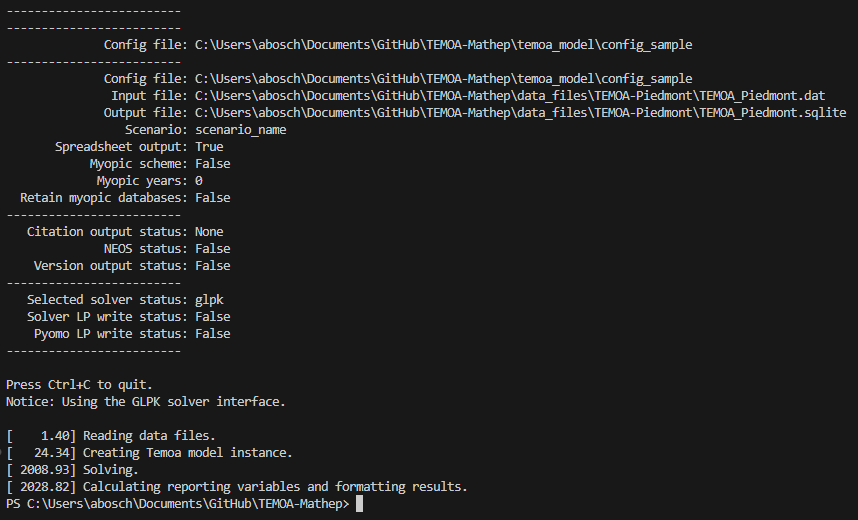 -------------------------
-------------------------
Config file: C:\Users\abosch\Documents\GitHub\TEMOA-Mathep\temoa_model\config_sample
-------------------------
Config file: C:\Users\abosch\Documents\GitHub\TEMOA-Mathep\temoa_model\config_sample
Input file: C:\Users\abosch\Documents\GitHub\TEMOA-Mathep\data_files\TEMOA-Piedmont\TEMOA_Piedmont.dat
Output file: C:\Users\abosch\Documents\GitHub\TEMOA-Mathep\data_files\TEMOA-Piedmont\TEMOA_Piedmont.sqlite
Scenario: scenario_name
Spreadsheet output: True
Myopic scheme: False
Myopic years: 0
Retain myopic databases: False
-------------------------
Citation output status: None
NEOS status: False
Version output status: False
-------------------------
Selected solver status: glpk
Solver LP write status: False
Pyomo LP write status: False
-------------------------
Press Ctrl+C to quit.
Notice: Using the GLPK solver interface.
[    1.40] Reading data files.
[   24.34] Creating Temoa model instance.
[ 2008.93] Solving.
[ 2028.82] Calculating reporting variables and formatting results.
PS C:\Users\abosch\Documents\GitHub\TEMOA-Mathep>